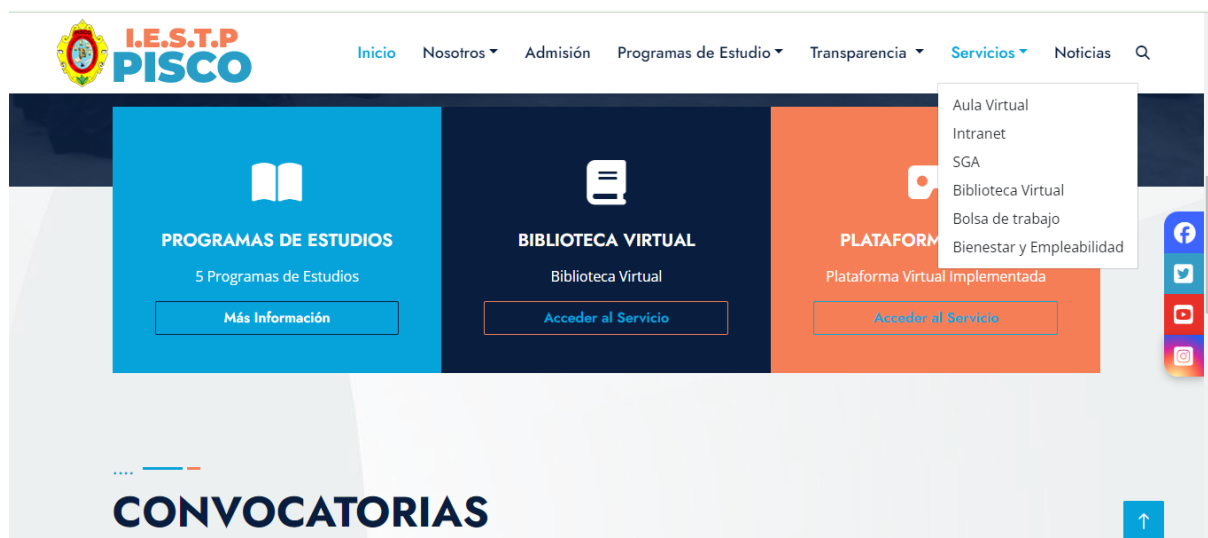 I.E.S.T.P
PISCO
Inicio Nosotros Admisión Programas de Estudio Transparencia Servicios Noticias
Aula Virtual
Intranet
SGA
Biblioteca Virtual
Bolsa de trabajo
Bienestar y Empleabilidad
PROGRAMAS DE ESTUDIOS
5 Programas de Estudios
Más Información
BIBLIOTECA VIRTUAL
Biblioteca Virtual
Acceder al Servicio
PLATAFORM
Plataforma Virtual Implementada
Acceder al Servicio
CONVOCATORIAS